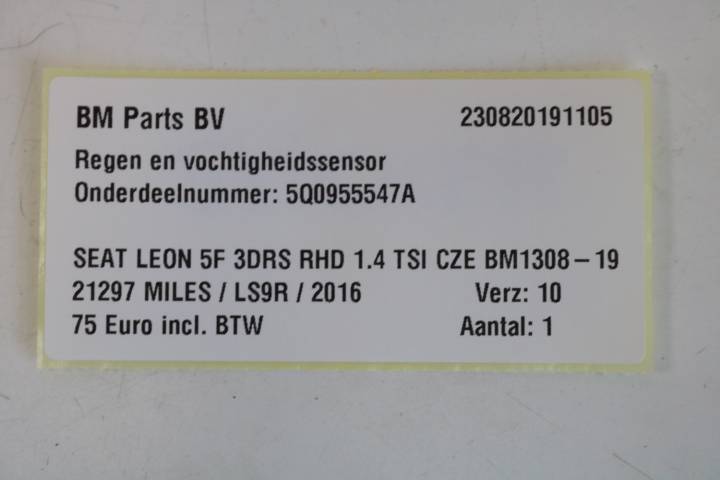 BM Parts BV 230820191105
Regen en vochtigheidssensor
Onderdeelnummer: 5Q0955547A
SEAT LEON 5F 3DRS RHD 1.4 TSI CZE BM1308-19
21297 MILES / LS9R / 2016 Verz: 10
75 Euro incl. BTW Aantal: 1